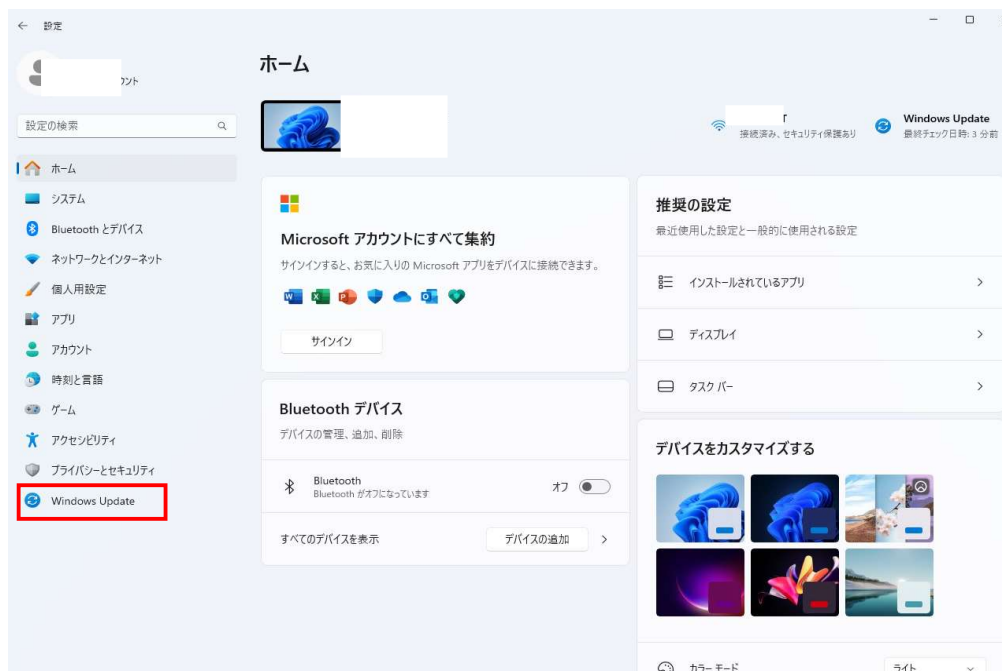 設定
ウント
設定の検索
ホーム
システム
Bluetooth とデバイス
ネットワークとインターネット
個人用設定
アプリ
アカウント
時刻と言語
ゲーム
アクセシビリティ
プライバシーとセキュリティ
Windows Update
ホーム
接続済み、セキュリティ保護あり
Windows Update
最終チェック日時: 3 分前
Microsoft アカウントにすべて集約
サインインすると、お気に入りの Microsoft アプリをデバイスに接続できます。
サインイン
Bluetooth デバイス
デバイスの管理、追加、削除
Bluetooth
Bluetooth がオフになっています
オフ
すべてのデバイスを表示
デバイスの追加
推奨の設定
最近使用した設定と一般的に使用される設定
インストールされているアプリ
ディスプレイ
タスク バー
デバイスをカスタマイズする
カラー モード
ライト